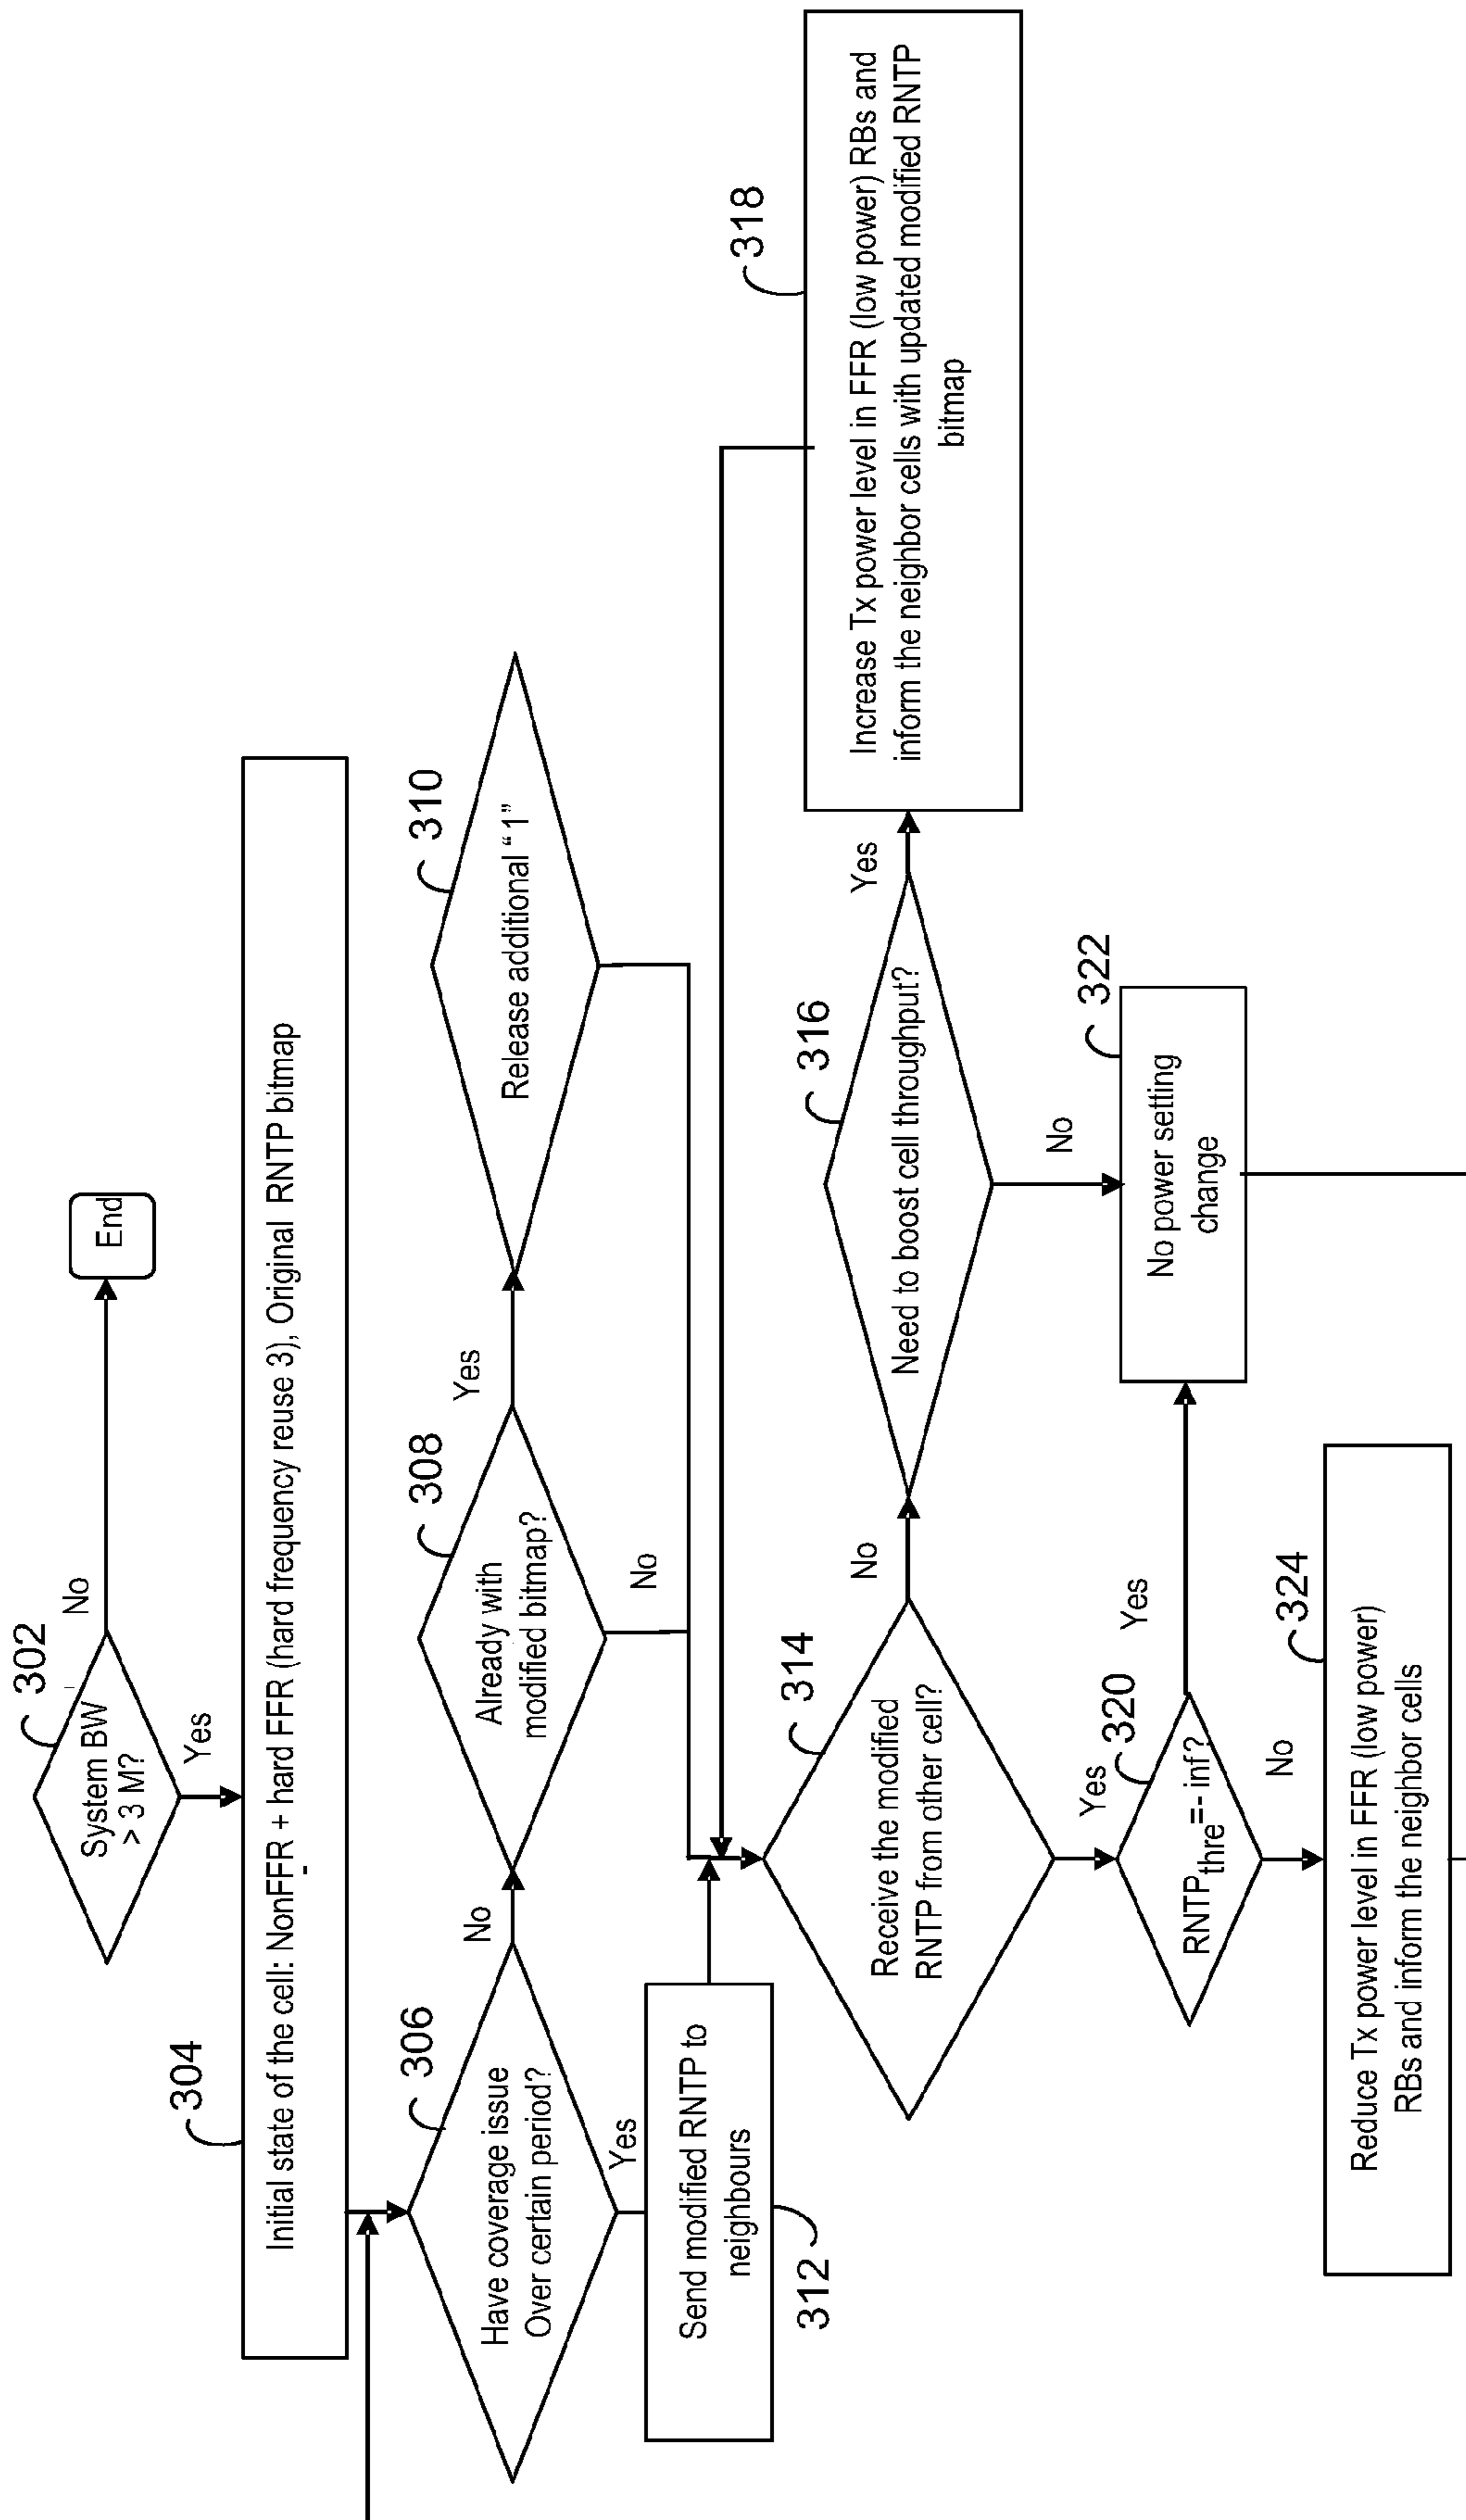 302
System BW
> 3 M?
No
End
Yes
304
Initial state of the cell: NonFFR + hard FFR (hard frequency reuse 3), Original RNTP bitmap
306
Have coverage issue
Over certain period?
No
308
Already with
modified bitmap?
Yes
310
Release additional “1”
Yes
No
Send modified RNTP to
neighbours
312
318
Increase Tx power level in FFR (low power) RBs and
inform the neighbor cells with updated modified RNTP
bitmap
314
Receive the modified
RNTP from other cell?
No
316
Need to boost cell throughput?
Yes
Yes
No
320
RNTPthre =- inf?
Yes
322
No power setting
change
No
324
Reduce Tx power level in FFR (low power)
RBs and inform the neighbor cells